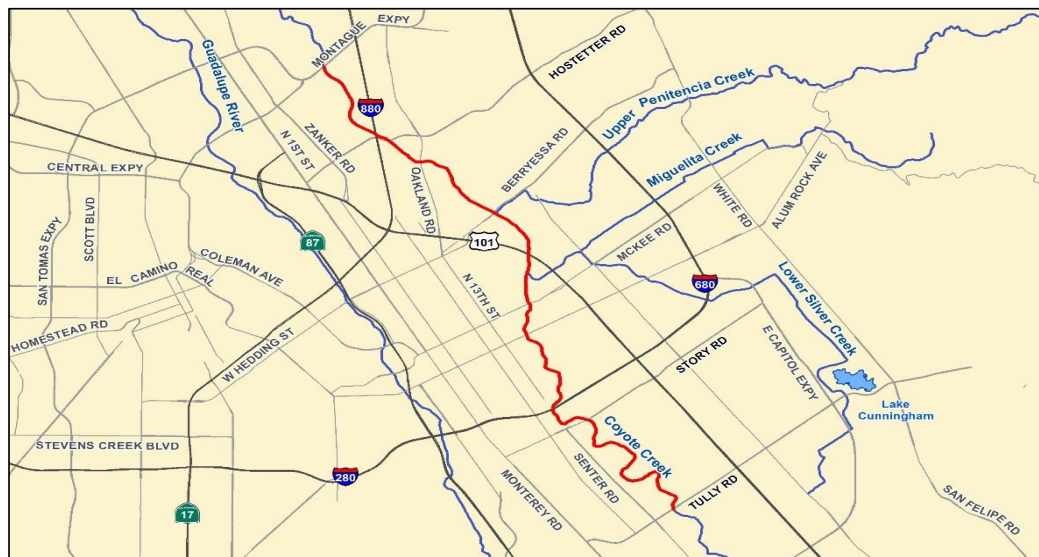 MONTAGUE EXPY
HOSTETTER RD
Guadalupe River
880
ZANKER RD
N 1ST ST
Upper Penitencia Creek
BERRYESSA RD
Miguelita Creek
CENTRAL EXPY
OAKLAND RD
WHITE RD
ALUM ROCK AVE
SAN TOMAS EXPY
SCOTT BLVD
87
101
MCKEE RD
COLEMAN AVE
EL CAMINO REAL
N 13TH ST
680
Lower Silver Creek
HOMESTEAD RD
W HEDDING ST
STORY RD
E CAPITOL EXPY
Lake
Cunningham
STEVENS CREEK BLVD
Coyote Creek
280
SENTER RD
TULLY RD
MONTEREY RD
SAN FELIPE RD
17